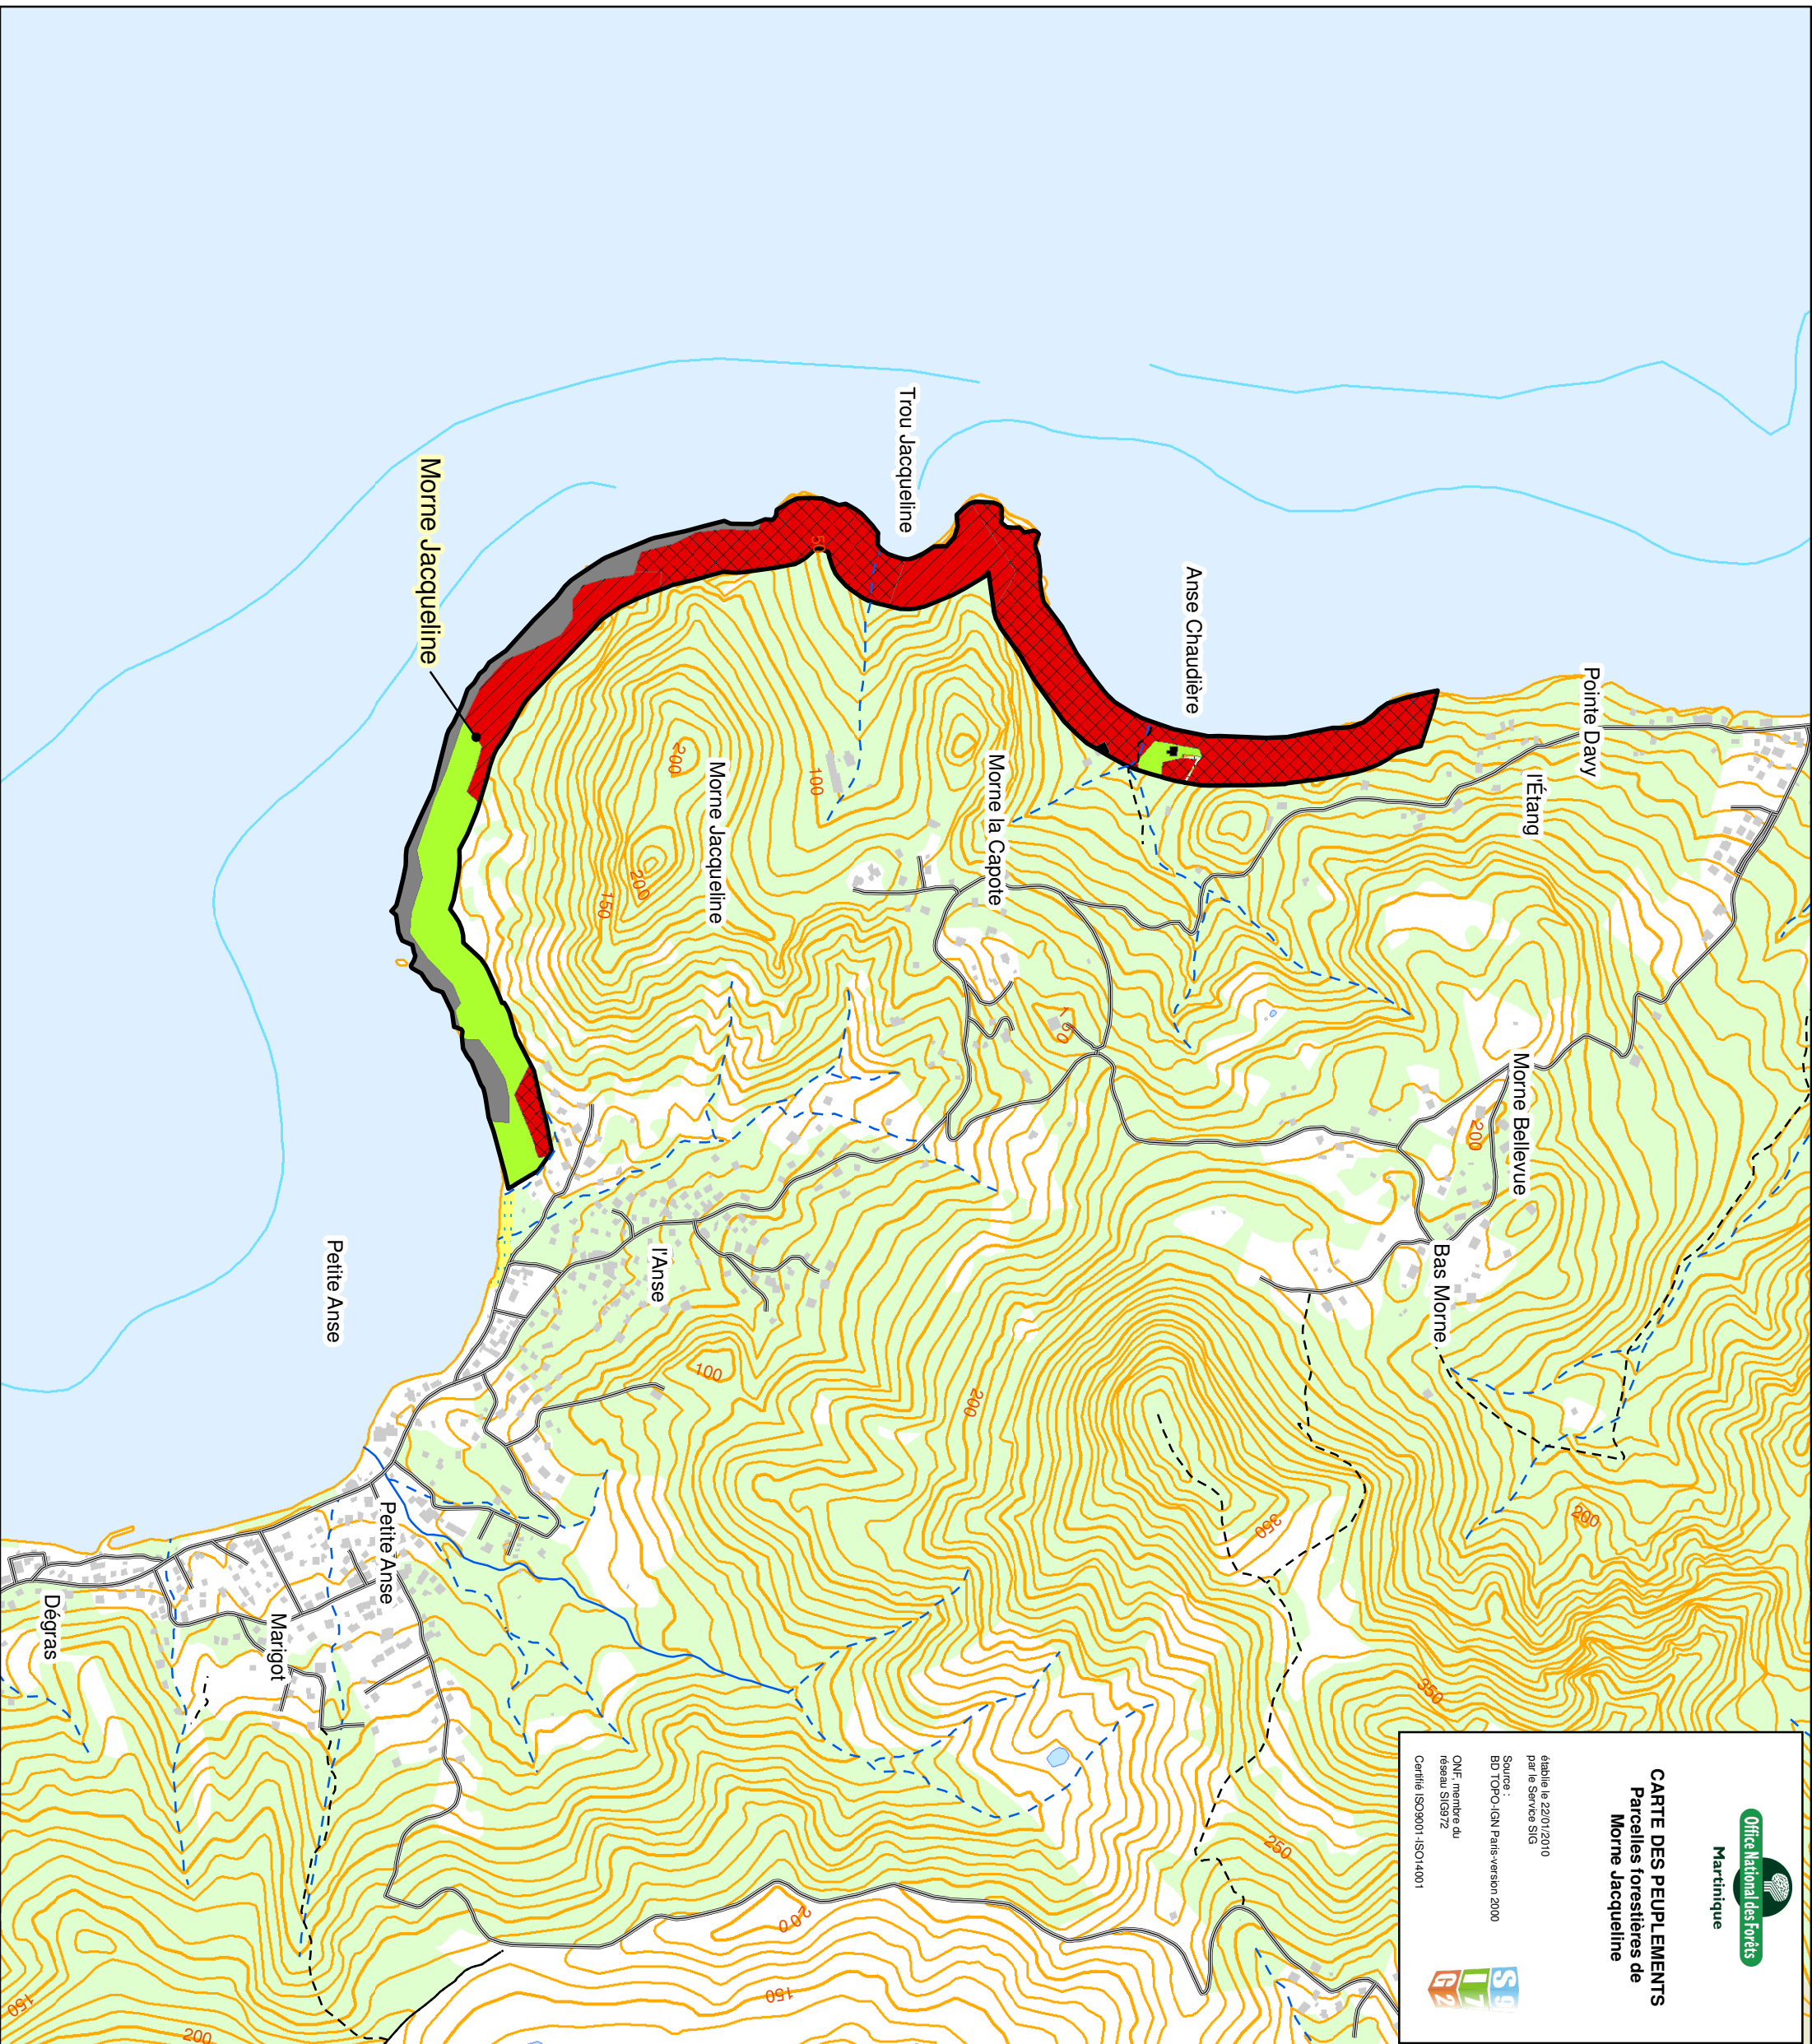 Office National des Forêts
Martinique
CARTE DES PEUPLEMENTS
Parcelles forestières de
Morne Jacqueline
établie le 22/01/2010
par le Service SIG
Source :
BD TOPO-IGN Paris-version 2000
ONF, membre du
réseau SIG972
Certifié ISO9001-ISO14001
Pointe Davy
l'Étang
Anse Chaudière
Trou Jacqueline
Morne la Capote
Morne Bellevue
Bas Morne
Morne Jacqueline
Morne Jacqueline
l'Anse
Petite Anse
Petite Anse
Marigot
Dégras
50
100
200
200
150
150
200
100
200
350
200
350
250
200
150
150
200